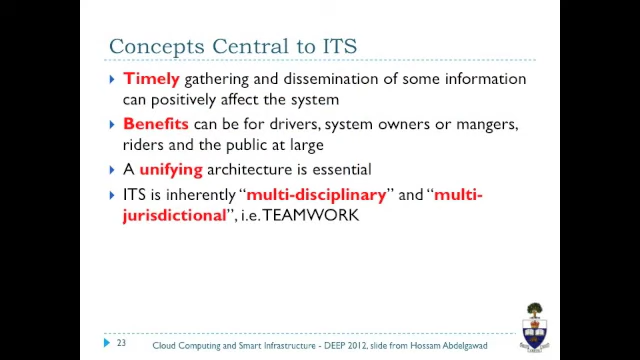 Concepts Central to ITS
Timely gathering and dissemination of some information
can positively affect the system
Benefits can be for drivers, system owners or mangers,
riders and the public at large
A unifying architecture is essential
ITS is inherently “multi-disciplinary” and “multi-
jurisdictional”, i.e. TEAMWORK
23
Cloud Computing and Smart Infrastructure - DEEP 2012, slide from Hossam Abdelgawad